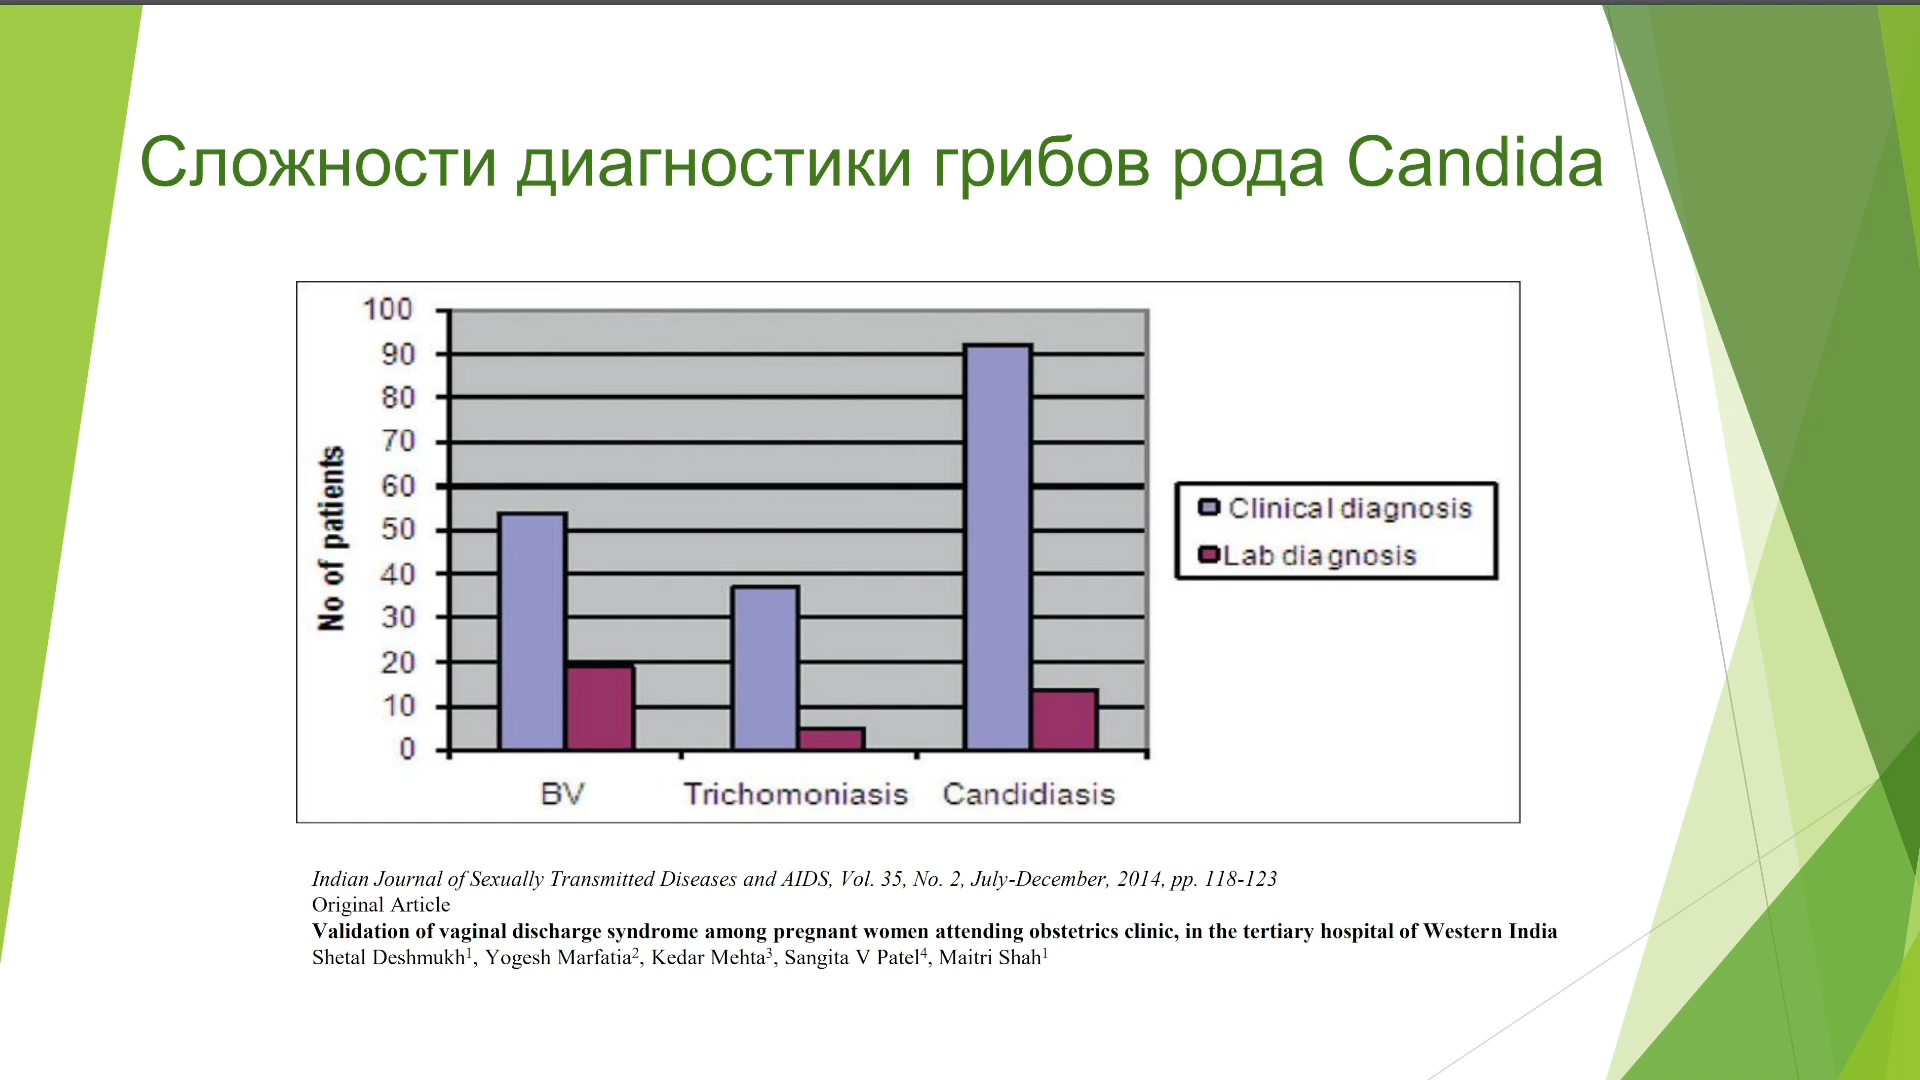 Сложности диагностики грибов рода Candida
100
90
80
70
60
50
40
30
20
10
0
No of patients
BV
Trichomoniasis
Candidiasis
Clinical diagnosis
Lab diagnosis
Indian Journal of Sexually Transmitted Diseases and AIDS, Vol. 35, No. 2, July-December, 2014, pp. 118-123
Original Article
Validation of vaginal discharge syndrome among pregnant women attending obstetrics clinic, in the tertiary hospital of Western India
Shetal Deshmukh¹, Yogesh Marfatia², Kedar Mehta³, Sangita V Patel⁴, Maitri Shah¹